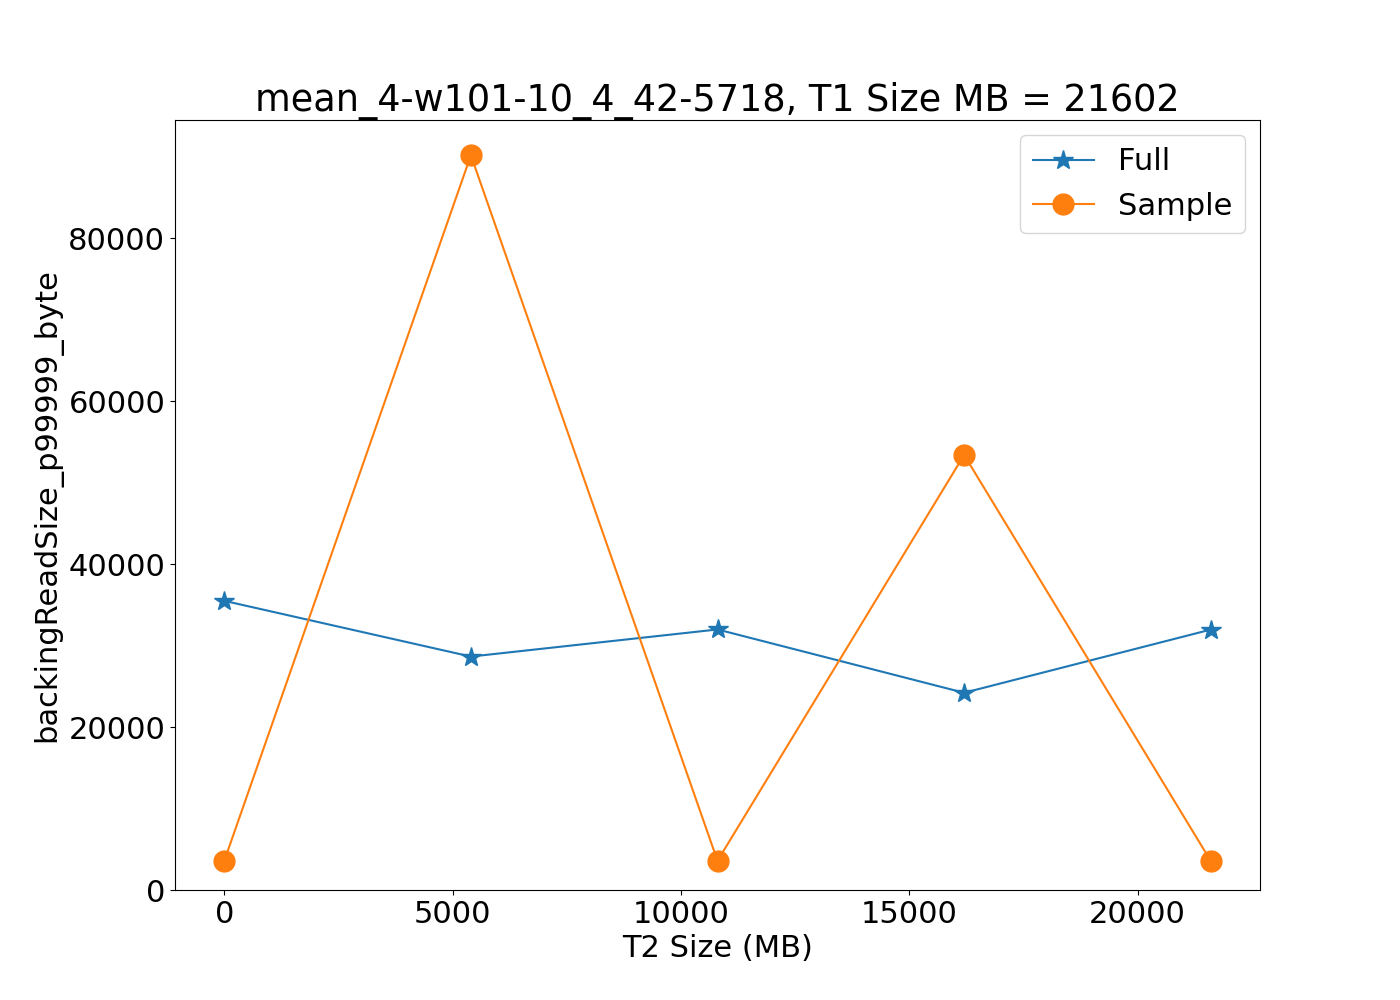 mean_4-w101-10_4_42-5718, T1 Size MB = 21602
Full
Sample
backingReadSize_p99999_byte
80000
60000
40000
20000
0
0 5000 10000 15000 20000
T2 Size (MB)